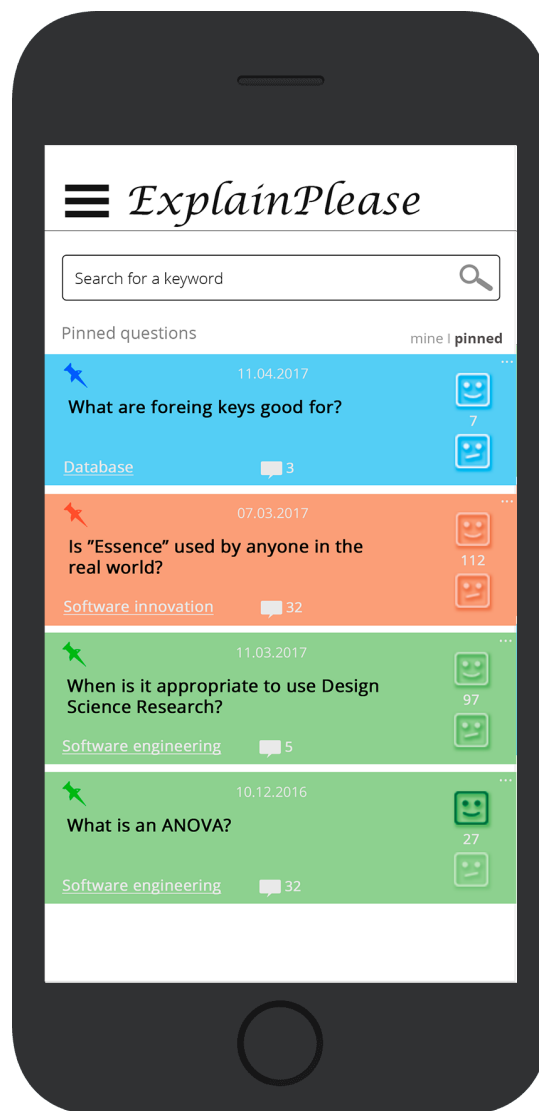 ExplainPlease
Search for a keyword
Pinned questions
mine | pinned
11.04.2017
What are foreing keys good for?
7
Database
3
07.03.2017
Is ”Essence” used by anyone in the
real world?
112
Software innovation
32
11.03.2017
When is it appropriate to use Design
Science Research?
97
Software engineering
5
10.12.2016
What is an ANOVA?
27
Software engineering
32